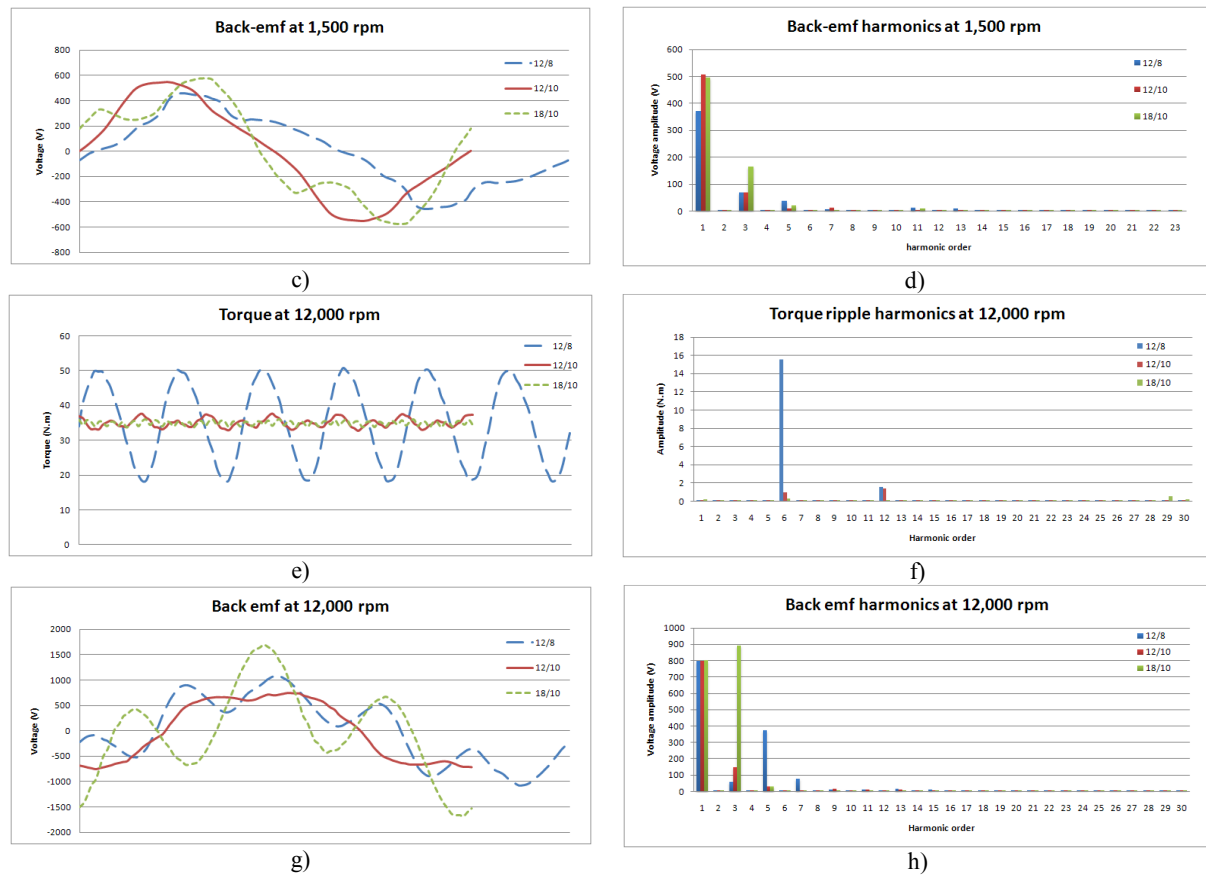 Back-emf at 1,500 rpm
Voltage (V)
800
600
400
200
0
-200
-400
-600
-800
12/8
12/10
18/10
c)
Back-emf harmonics at 1,500 rpm
Voltage amplitude (V)
600
500
400
300
200
100
0
12/8
12/10
18/10
1 2 3 4 5 6 7 8 9 10 11 12 13 14 15 16 17 18 19 20 21 22 23
harmonic order
d)
Torque at 12,000 rpm
Torque (N.m)
60
50
40
30
20
10
0
12/8
12/10
18/10
e)
Torque ripple harmonics at 12,000 rpm
Amplitude (N.m)
18
16
14
12
10
8
6
4
2
0
12/8
12/10
18/10
1 2 3 4 5 6 7 8 9 10 11 12 13 14 15 16 17 18 19 20 21 22 23 24 25 26 27 28 29 30
Harmonic order
f)
Back emf at 12,000 rpm
Voltage (V)
2000
1500
1000
500
0
-500
-1000
-1500
-2000
12/8
12/10
18/10
g)
Back emf harmonics at 12,000 rpm
Voltage amplitude (V)
1000
900
800
700
600
500
400
300
200
100
0
12/8
12/10
18/10
1 2 3 4 5 6 7 8 9 10 11 12 13 14 15 16 17 18 19 20 21 22 23 24 25 26 27 28 29 30
Harmonic order
h)